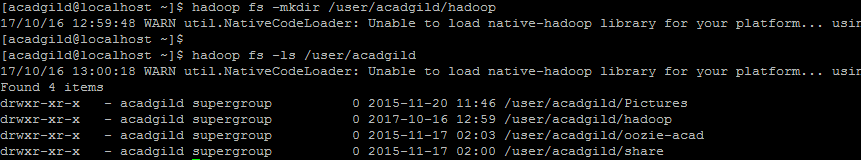 [acadgild@localhost ~]$ hadoop fs -mkdir /user/acadgild/hadoop
17/10/16 12:59:48 WARN util.NativeCodeLoader: Unable to load native-hadoop library for your platform... usin
[acadgild@localhost ~]$
[acadgild@localhost ~]$ hadoop fs -ls /user/acadgild
17/10/16 13:00:18 WARN util.NativeCodeLoader: Unable to load native-hadoop library for your platform... usin
Found 4 items
drwxr-xr-x   - acadgild supergroup          0 2015-11-20 11:46 /user/acadgild/Pictures
drwxr-xr-x   - acadgild supergroup          0 2017-10-16 12:59 /user/acadgild/hadoop
drwxr-xr-x   - acadgild supergroup          0 2015-11-17 02:03 /user/acadgild/oozie-acad
drwxr-xr-x   - acadgild supergroup          0 2015-11-17 02:00 /user/acadgild/share